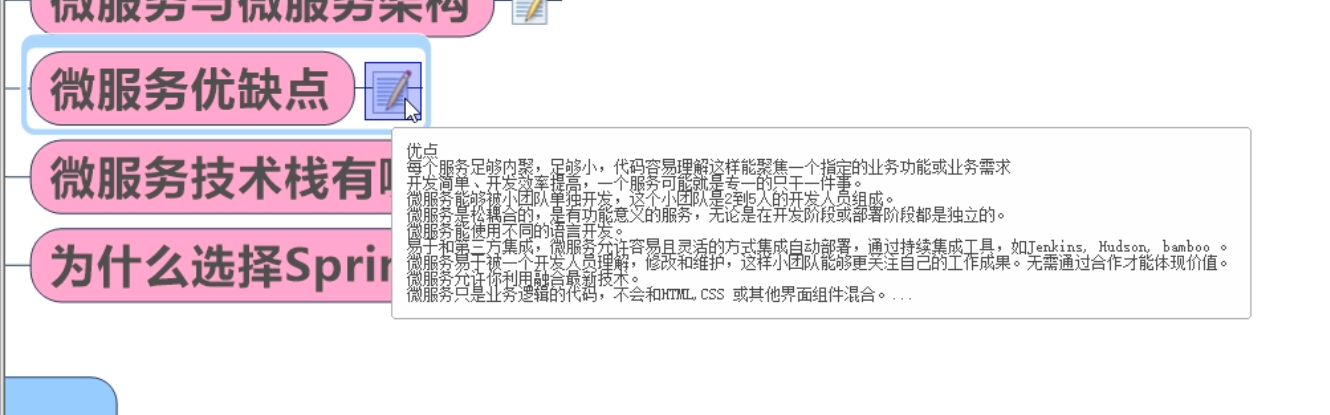 微服务与微服务架构
微服务优缺点
优点
每个服务足够内聚，足够小，代码容易理解这样能聚焦一个指定的业务功能或业务需求
开发简单、开发效率提高，一个服务可能就是专一的只干一件事。
微服务能够被小团队单独开发，这个小团队是2到5人的开发人员组成。
微服务是松耦合的，是有功能意义的服务，无论是在开发阶段或部署阶段都是独立的。
微服务能使用不同的语言开发。
易于和第三方集成，微服务允许容易且灵活的方式集成自动部署，通过持续集成工具，如Jenkins, Hudson, bamboo 。
微服务易于被一个开发人员理解，修改和维护，这样小团队能够更关注自己的工作成果。无需通过合作才能体现价值。
微服务允许你利用融合最新技术。
微服务只是业务逻辑的代码，不会和HTML,CSS 或其他界面组件混合。...
微服务技术栈有
为什么选择Sprin